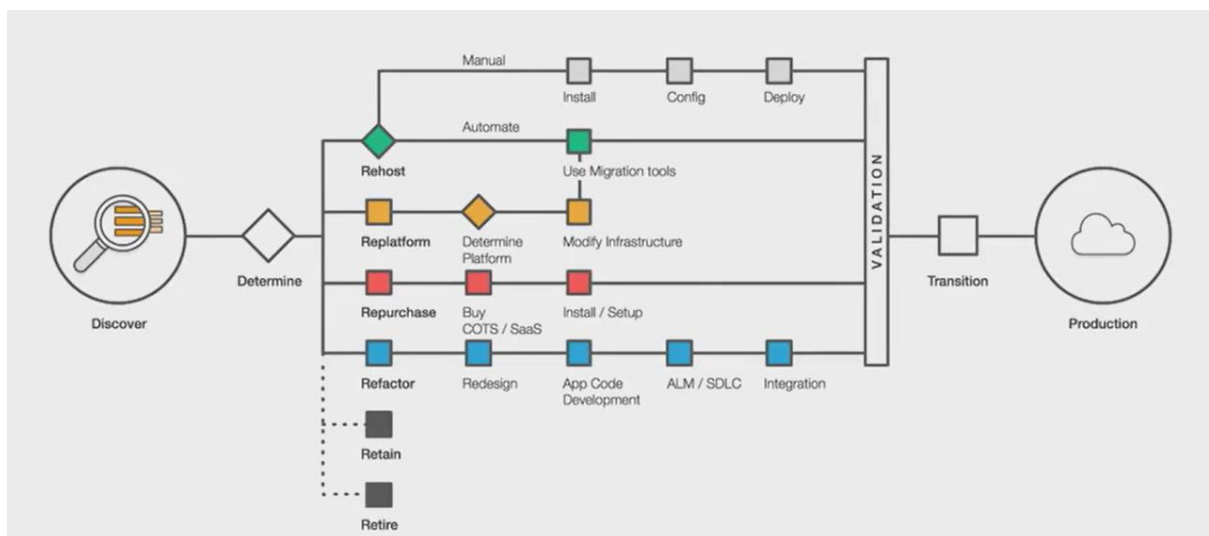 Manual
Install
Config
Deploy
Automate
Rehost
Use Migration tools
Replatform
Determine
Platform
Modify Infrastructure
Repurchase
Buy
COTS / SaaS
Install / Setup
Refactor
Redesign
App Code
Development
ALM / SDLC
Integration
Retain
Retire
Discover
Determine
VALIDATION
Transition
Production